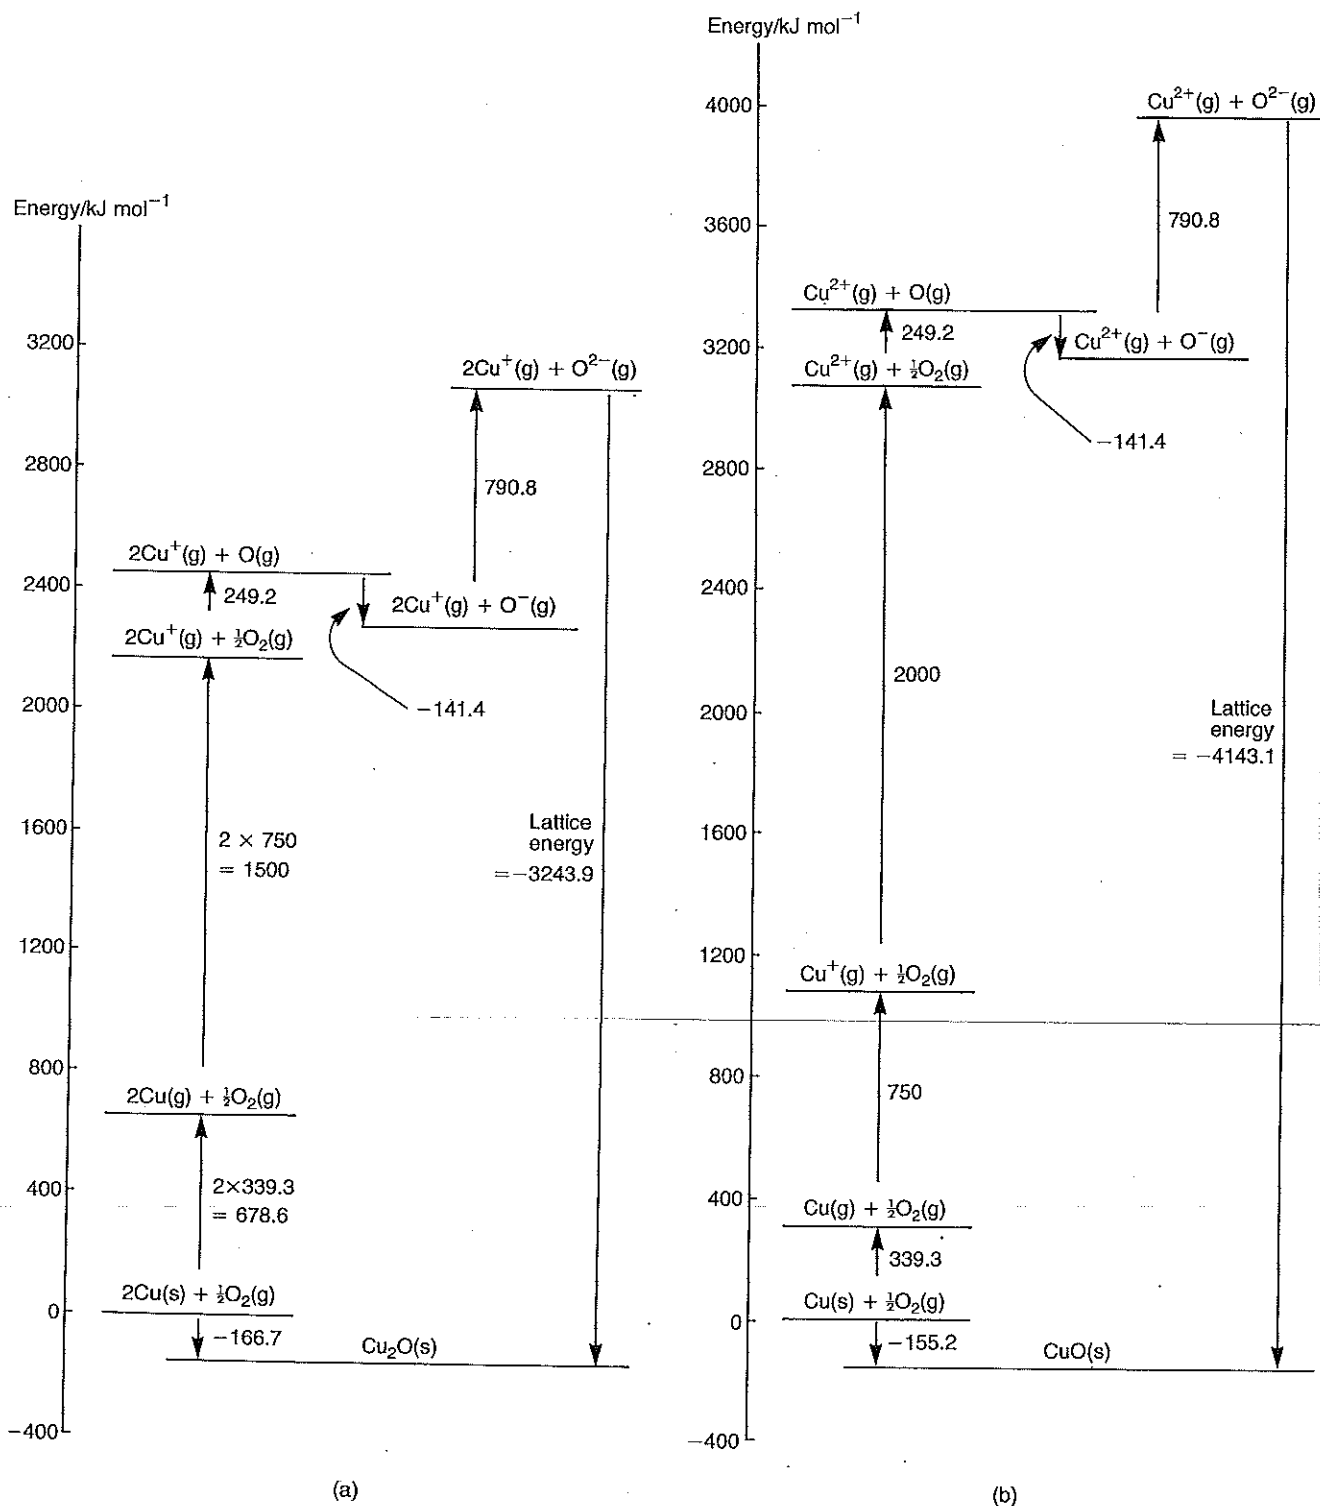 Energy/kJ mol⁻¹
3200
2800
2400
2000
1600
1200
800
400
0
−400
2Cu⁺(g) + O²⁻(g)
790.8
2Cu⁺(g) + O(g)
249.2
2Cu⁺(g) + O⁻(g)
2Cu⁺(g) + ½O₂(g)
−141.4
2 × 750
= 1500
Lattice
energy
=−3243.9
2Cu(g) + ½O₂(g)
2×339.3
= 678.6
2Cu(s) + ½O₂(g)
−166.7
Cu₂O(s)
(a)
Energy/kJ mol⁻¹
4000
3600
3200
2800
2400
2000
1600
1200
800
400
0
−400
Cu²⁺(g) + O²⁻(g)
790.8
Cu²⁺(g) + O(g)
249.2
Cu²⁺(g) + O⁻(g)
Cu²⁺(g) + ½O₂(g)
−141.4
2000
Lattice
energy
= −4143.1
Cu⁺(g) + ½O₂(g)
750
Cu(g) + ½O₂(g)
339.3
Cu(s) + ½O₂(g)
−155.2
CuO(s)
(b)